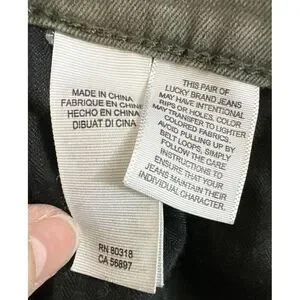 MADE IN CHINA
FABRIQUE EN CHINE
HECHO EN CHINA
DIBUAT DI CINA
RN 80318
CA 56897
THIS PAIR OF
LUCKY BRAND JEANS
MAY HAVE INTENTIONAL
RIPS OR HOLES, COLOR
MAY TRANSFER TO LIGHTER
COLORED FABRICS.
AVOID PULLING UP BY
BELT LOOPS, SIMPLY
FOLLOW THE CARE
INSTRUCTIONS TO
ENSURE THAT YOUR
JEANS MAINTAIN THEIR
INDIVIDUAL CHARACTER.